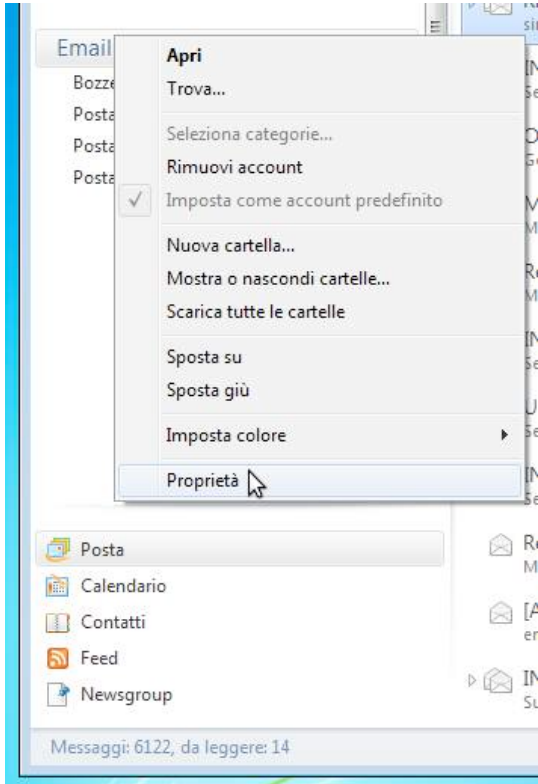 Email
Bozze
Posta
Posta
Posta
Apri
Trova...
Seleziona categorie...
Rimuovi account
Imposta come account predefinito
Nuova cartella...
Mostra o nascondi cartelle...
Scarica tutte le cartelle
Sposta su
Sposta giù
Imposta colore
Proprietà
Posta
Calendario
Contatti
Feed
Newsgroup
Messaggi: 6122, da leggere: 14